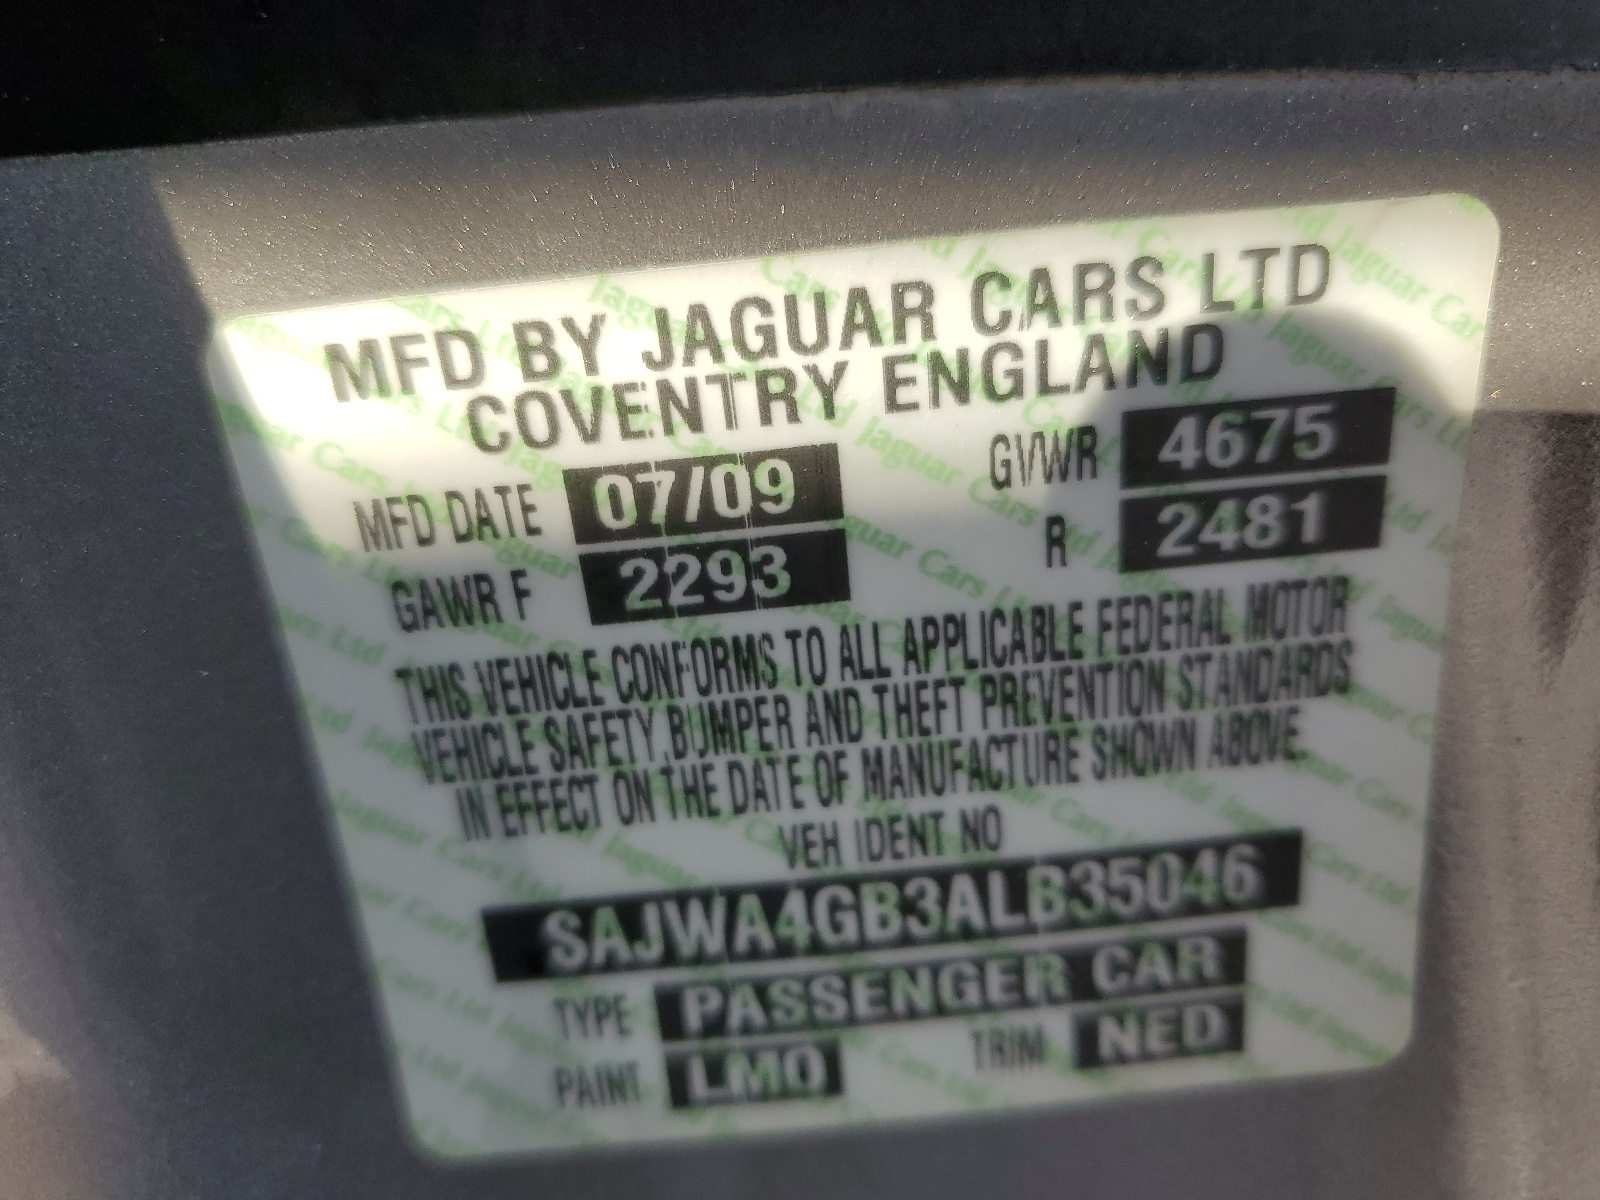 MFD BY JAGUAR CARS LTD
COVENTRY ENGLAND
MFD DATE 07/09 GVWR 4675
GAWR F 2293 R 2481
THIS VEHICLE CONFORMS TO ALL APPLICABLE FEDERAL MOTOR
VEHICLE SAFETY, BUMPER AND THEFT PREVENTION STANDARDS
IN EFFECT ON THE DATE OF MANUFACTURE SHOWN ABOVE.
VEH IDENT NO
SAJWA4GB3ALB35046
TYPE PASSENGER CAR
PAINT LMO TRIM NED